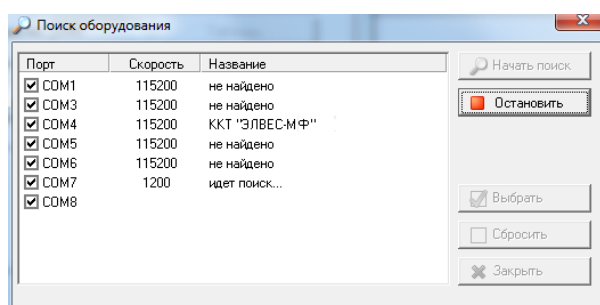 Поиск оборудования
Порт Скорость Название
COM1 115200 не найдено
COM3 115200 не найдено
COM4 115200 ККТ "ЭЛВЕС-МФ"
COM5 115200 не найдено
COM6 115200 не найдено
COM7 1200 идет поиск...
COM8
Начать поиск
Остановить
Выбрать
Сбросить
Закрыть